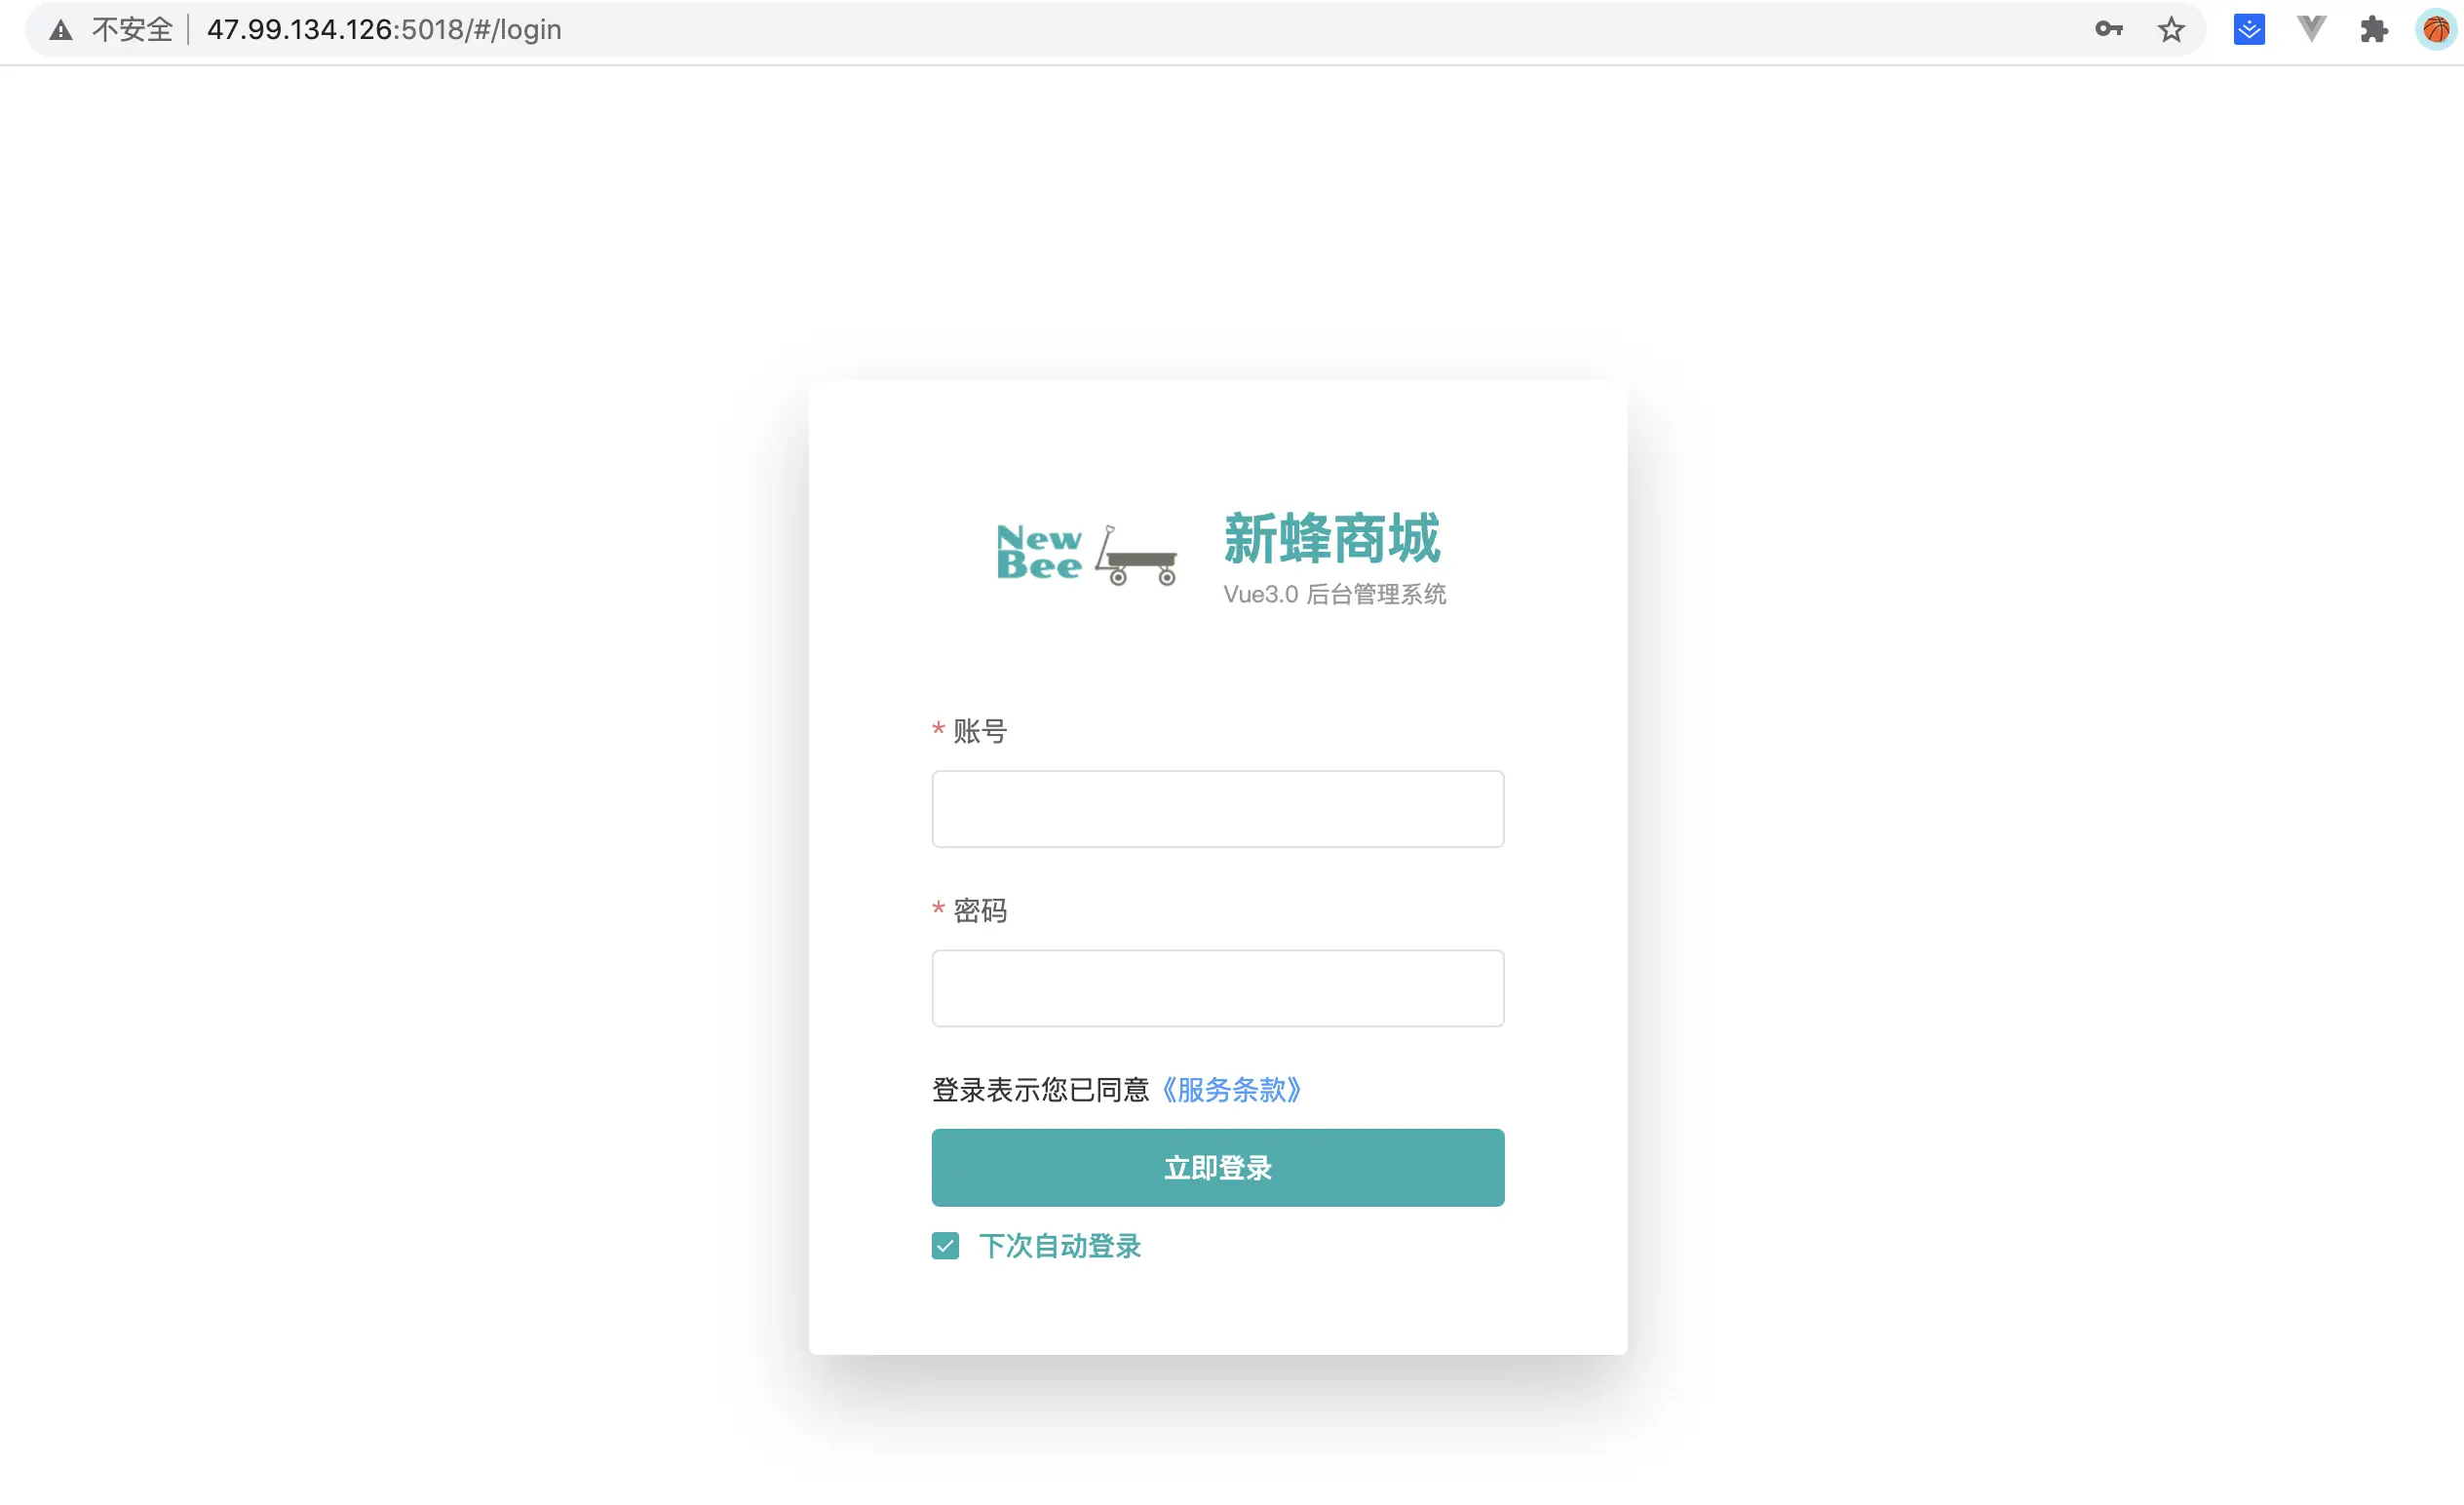 不安全 47.99.134.126:5018/#/login
New
Bee
新蜂商城
Vue3.0 后台管理系统
* 账号
* 密码
登录表示您已同意《服务条款》
立即登录
下次自动登录